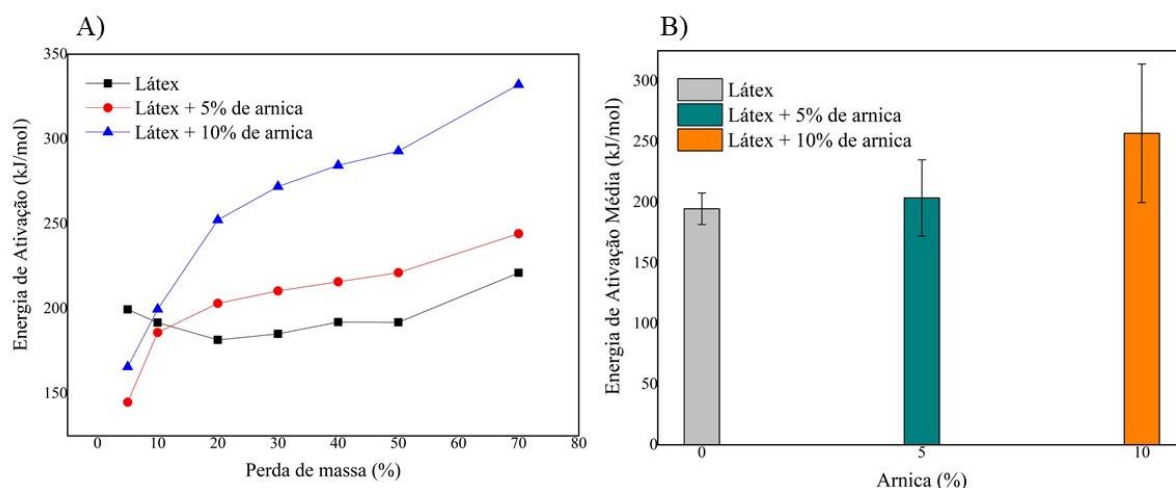 A)
350
300
250
200
150
Energia de Ativação (kJ/mol)
Látex
Látex + 5% de arnica
Látex + 10% de arnica
0 10 20 30 40 50 60 70 80
Perda de massa (%)
B)
300
250
200
150
100
50
0
Energia de Ativação Média (kJ/mol)
Látex
Látex + 5% de arnica
Látex + 10% de arnica
0 5 10
Arnica (%)